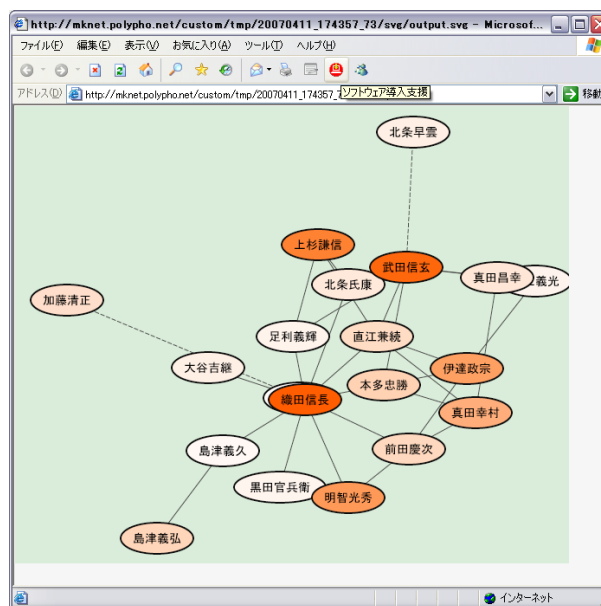 http://mknet.polypho.net/custom/tmp/20070411_174357_73/svg/output.svg - Microsof...
ファイル(F) 編集(E) 表示(V) お気に入り(A) ツール(T) ヘルプ(H)
アドレス(D) http://mknet.polypho.net/custom/tmp/20070411_174357_7 移動
ソフトウェア導入支援
北条早雲
上杉謙信
武田信玄
北条氏康
真田昌幸
義光
加藤清正
足利義輝
直江兼続
大谷吉継
伊達政宗
本多忠勝
織田信長
真田幸村
島津義久
前田慶次
黒田官兵衛
明智光秀
島津義弘
インターネット